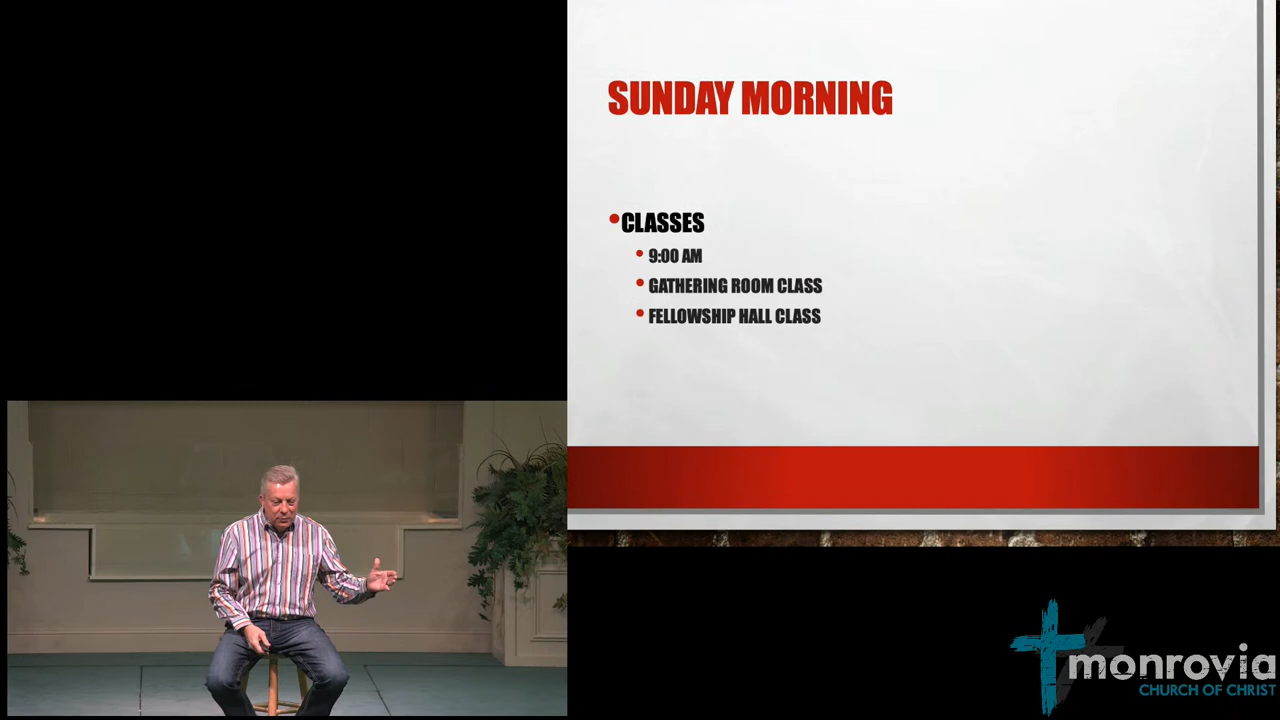 SUNDAY MORNING
•CLASSES
• 9:00 AM
• GATHERING ROOM CLASS
• FELLOWSHIP HALL CLASS
monrovia
CHURCH OF CHRIST